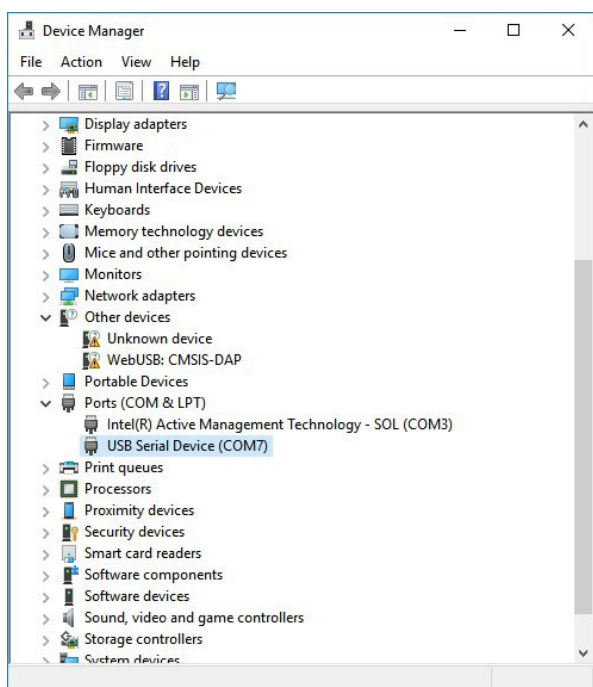 Device Manager
File Action View Help
Display adapters
Firmware
Floppy disk drives
Human Interface Devices
Keyboards
Memory technology devices
Mice and other pointing devices
Monitors
Network adapters
Other devices
Unknown device
WebUSB: CMSIS-DAP
Portable Devices
Ports (COM & LPT)
Intel(R) Active Management Technology - SOL (COM3)
USB Serial Device (COM7)
Print queues
Processors
Proximity devices
Security devices
Smart card readers
Software components
Software devices
Sound, video and game controllers
Storage controllers
System devices